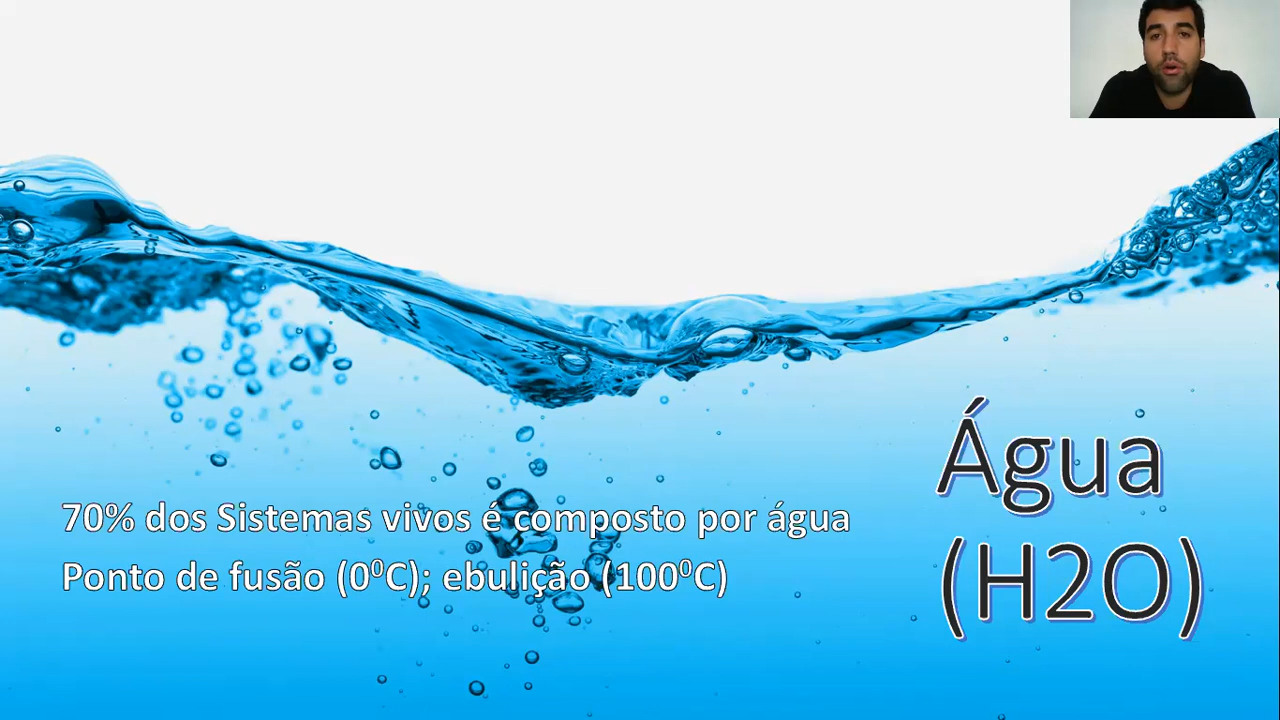 70% dos Sistemas vivos é composto por água
Ponto de fusão (0⁰C); ebulição (100⁰C)
Água
(H2O)